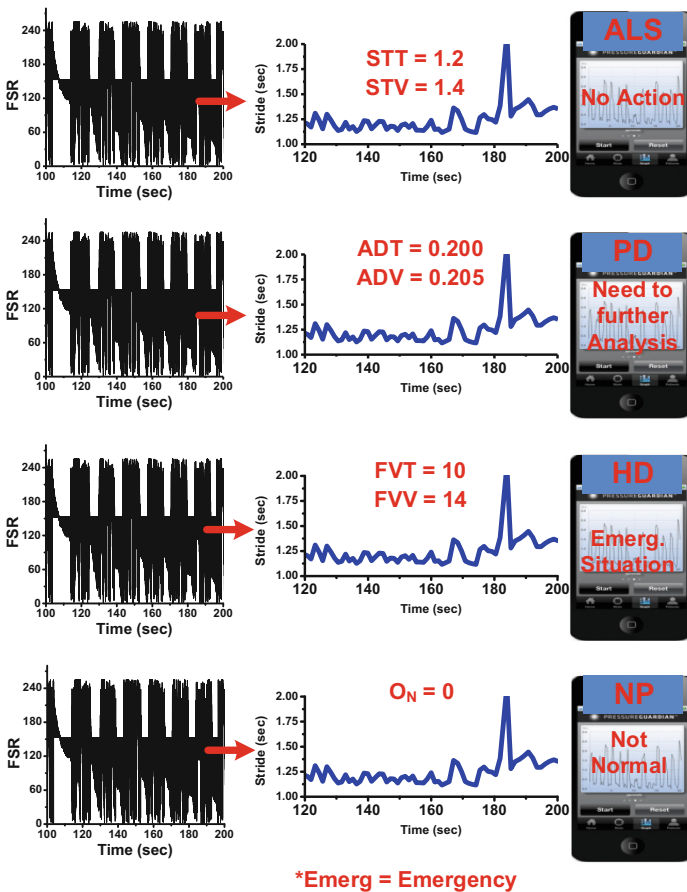 240
180
120
60
0
FSR
100 120 140 160 180 200
Time (sec)
STT = 1.2
STV = 1.4
2.00
1.75
1.50
1.25
1.00
Stride (sec)
120 140 160 180 200
Time (sec)
ALS
PRESSUREGUARDIAN
No Action
Start Reset
240
180
120
60
0
FSR
100 120 140 160 180 200
Time (sec)
ADT = 0.200
ADV = 0.205
2.00
1.75
1.50
1.25
1.00
Stride (sec)
120 140 160 180 200
Time (sec)
PD
Need to
further
Analysis
Start Reset
240
180
120
60
0
FSR
100 120 140 160 180 200
Time (sec)
FVT = 10
FVV = 14
2.00
1.75
1.50
1.25
1.00
Stride (sec)
120 140 160 180 200
Time (sec)
HD
Emerg.
Situation
Start Reset
240
180
120
60
0
FSR
100 120 140 160 180 200
Time (sec)
O_N = 0
2.00
1.75
1.50
1.25
1.00
Stride (sec)
120 140 160 180 200
Time (sec)
NP
PRESSUREGUARDIAN
Not
Normal
Start Reset
*Emerg = Emergency